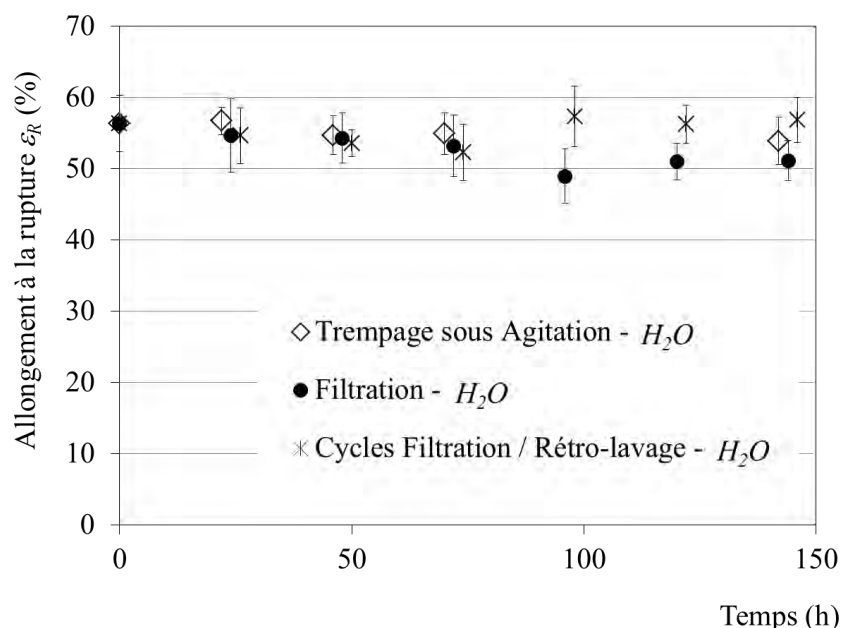 70
60
50
40
30
20
10
0
Allongement à la rupture ε_R (%)
◇ Trempage sous Agitation - H₂O
● Filtration - H₂O
Cycles Filtration / Rétro-lavage - H₂O
0 50 100 150
Temps (h)